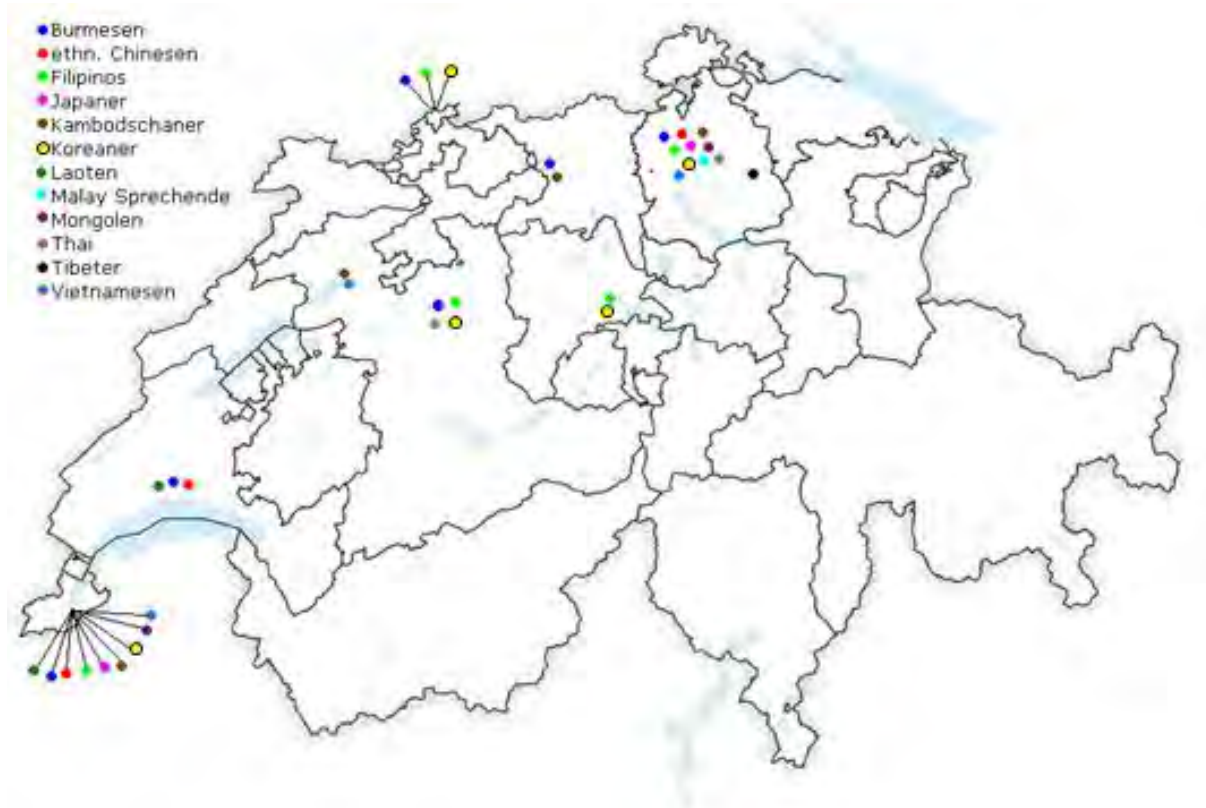 Burmesen
ethn. Chinesen
Filipinos
Japaner
Kambodschaner
Koreaner
Laoten
Malay Sprechende
Mongolen
Thai
Tibeter
Vietnamesen